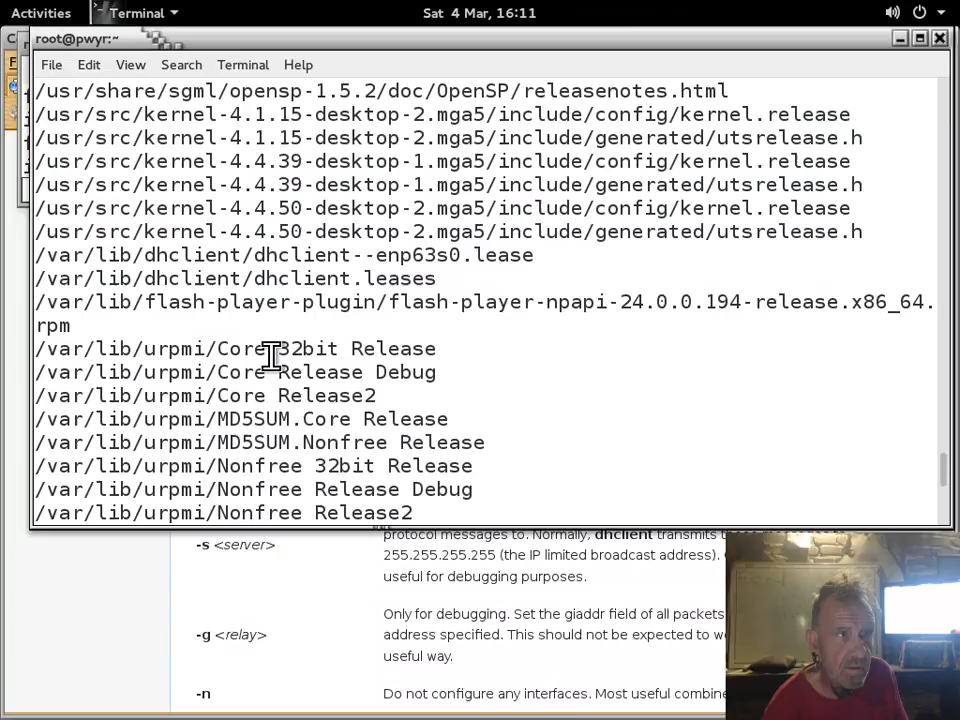 Activities Terminal Sat 4 Mar, 16:11
root@pwyr:~
File Edit View Search Terminal Help
/usr/share/sgml/opensp-1.5.2/doc/OpenSP/releasenotes.html
/usr/src/kernel-4.1.15-desktop-2.mga5/include/config/kernel.release
/usr/src/kernel-4.1.15-desktop-2.mga5/include/generated/utsrelease.h
/usr/src/kernel-4.4.39-desktop-1.mga5/include/config/kernel.release
/usr/src/kernel-4.4.39-desktop-1.mga5/include/generated/utsrelease.h
/usr/src/kernel-4.4.50-desktop-2.mga5/include/config/kernel.release
/usr/src/kernel-4.4.50-desktop-2.mga5/include/generated/utsrelease.h
/var/lib/dhclient/dhclient--enp63s0.lease
/var/lib/dhclient/dhclient.leases
/var/lib/flash-player-plugin/flash-player-npapi-24.0.0.194-release.x86_64.
rpm
/var/lib/urpmi/Core 32bit Release
/var/lib/urpmi/Core Release Debug
/var/lib/urpmi/Core Release2
/var/lib/urpmi/MD5SUM.Core Release
/var/lib/urpmi/MD5SUM.Nonfree Release
/var/lib/urpmi/Nonfree 32bit Release
/var/lib/urpmi/Nonfree Release Debug
/var/lib/urpmi/Nonfree Release2
protocol messages to. Normally, dhclient transmits
-s <server>
255.255.255.255 (the IP limited broadcast address).
useful for debugging purposes.
Only for debugging. Set the giaddr field of all packets
-g <relay>
address specified. This should not be expected to
useful way.
-n
Do not configure any interfaces. Most useful